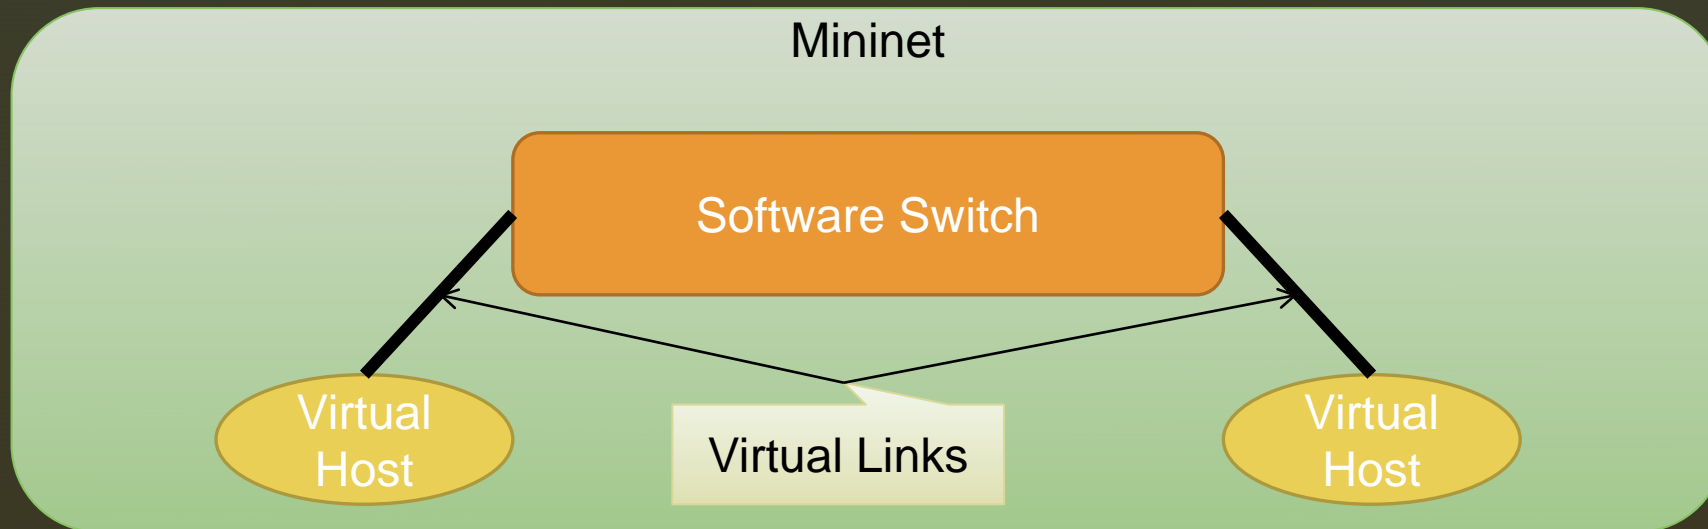 Mininet
Software Switch
Virtual
Host
Virtual Links
Virtual
Host